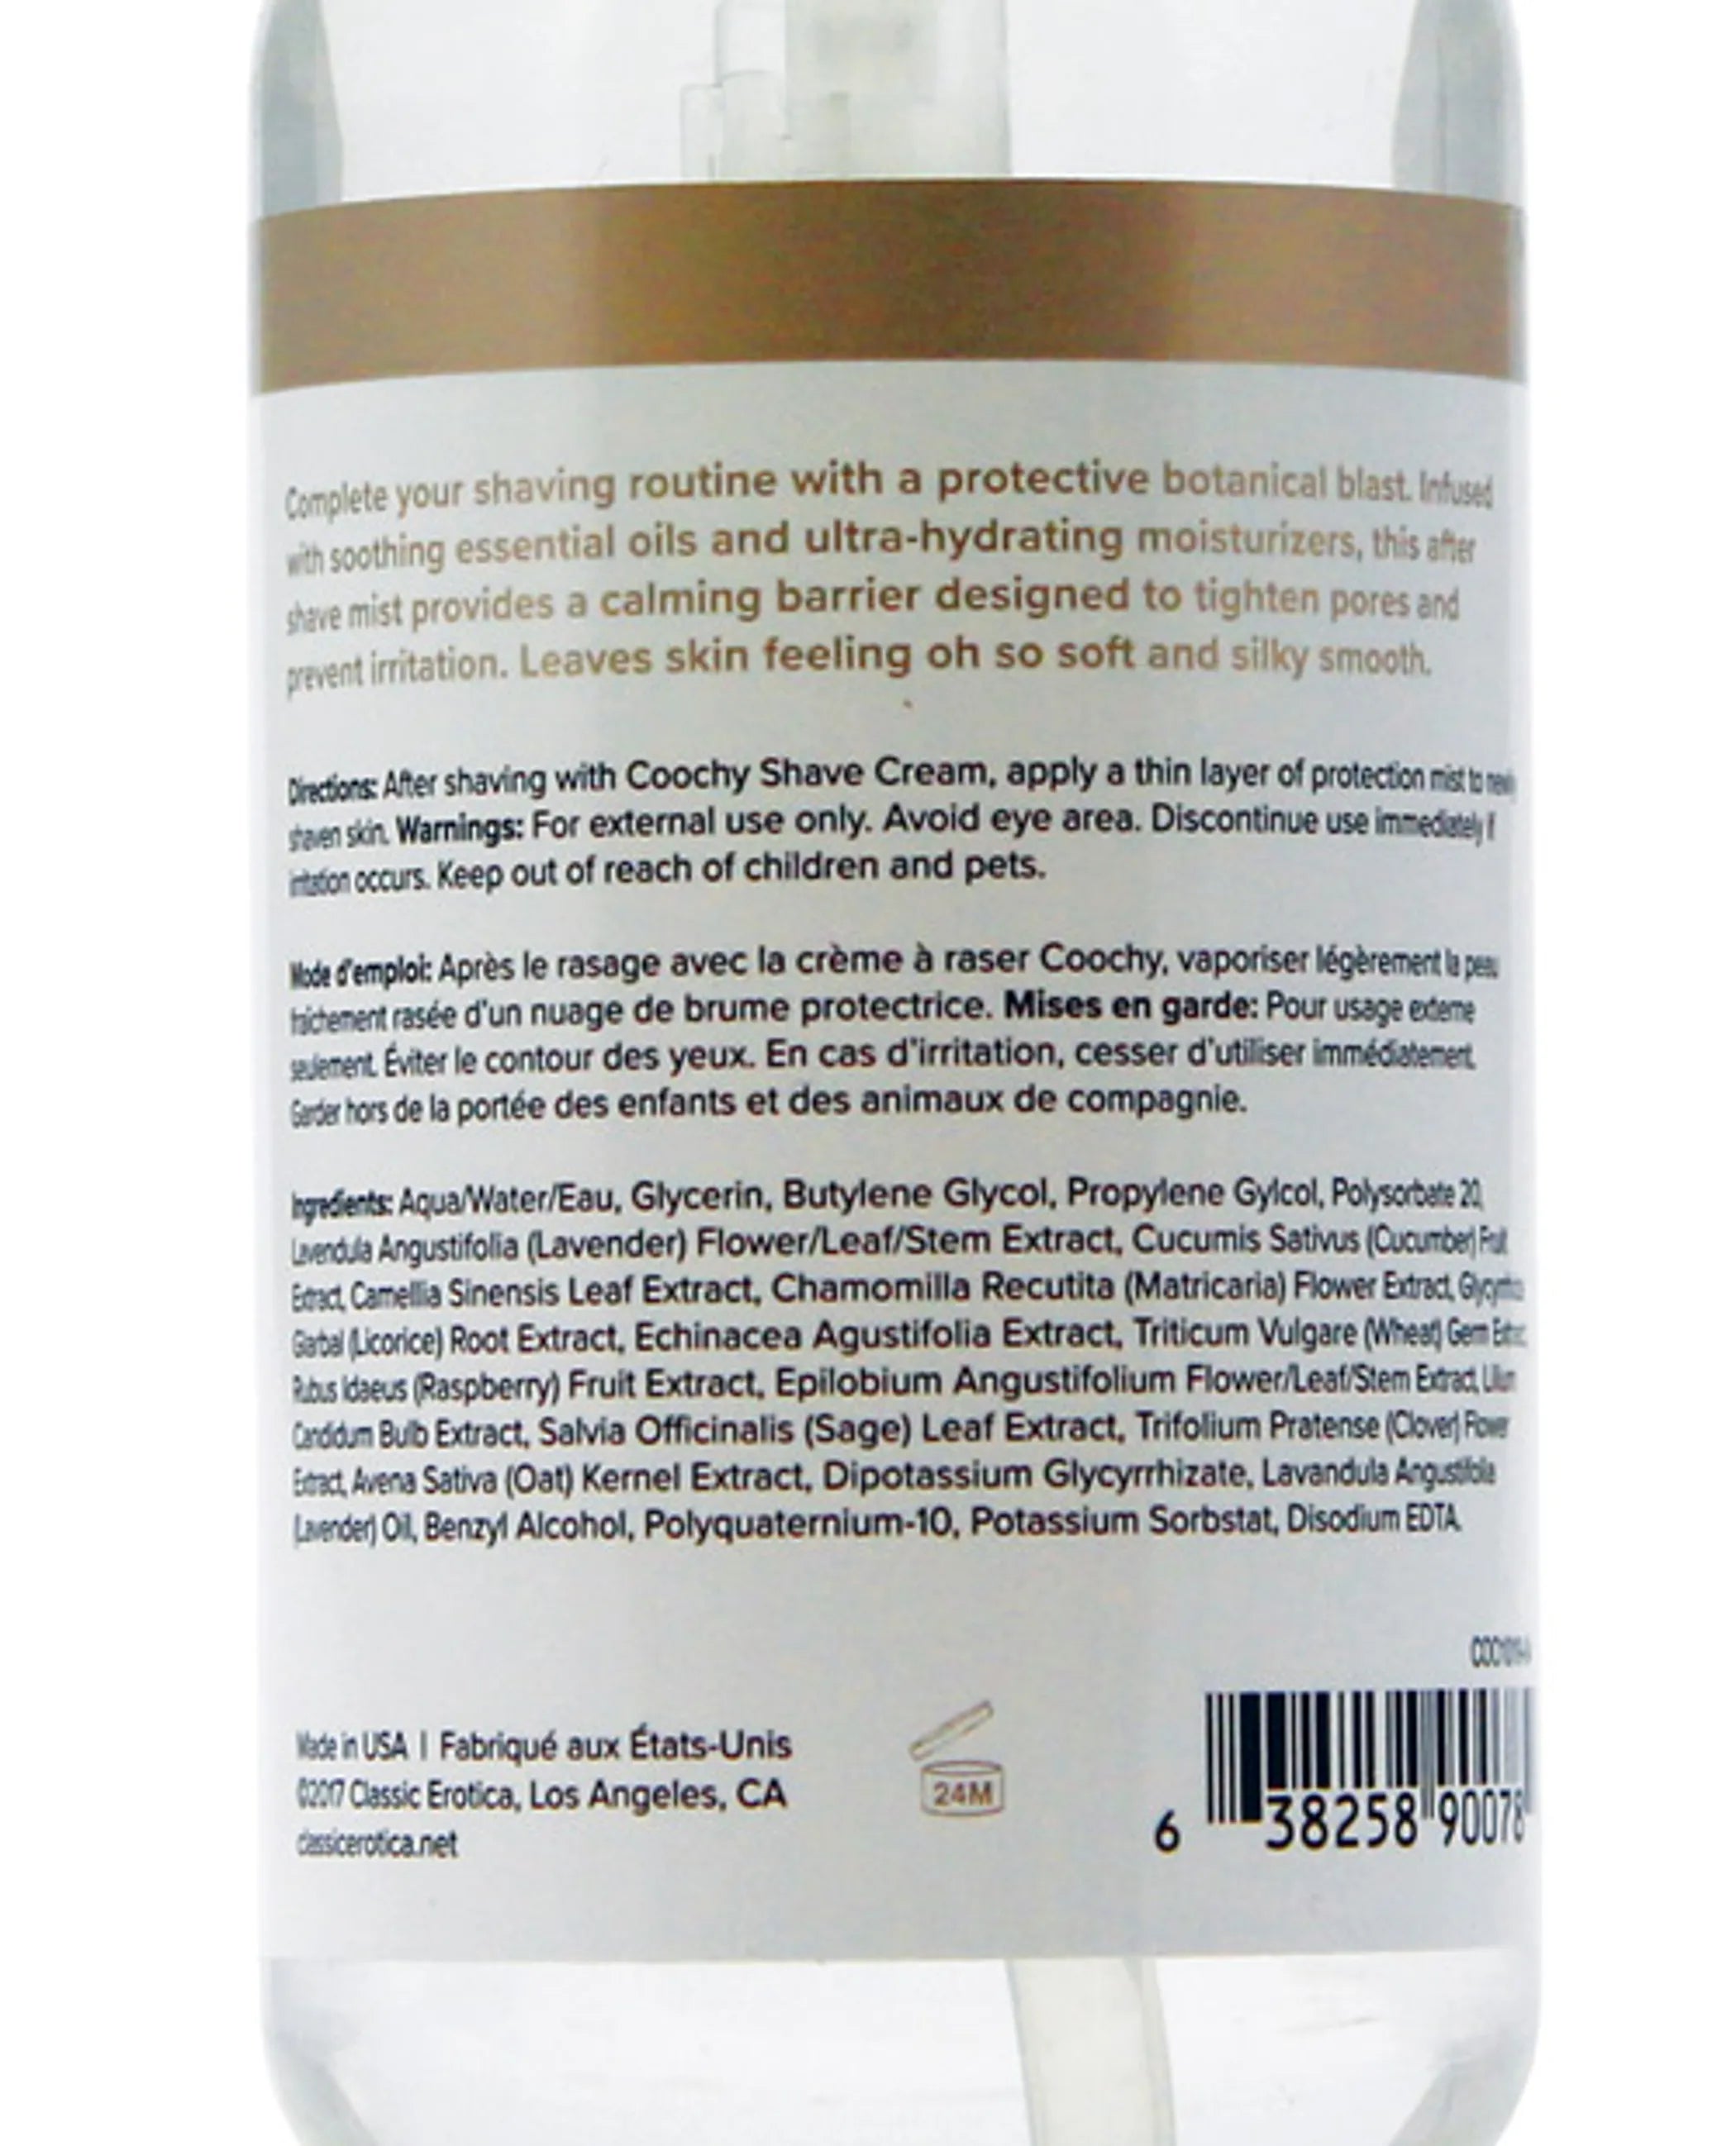 Complete your shaving routine with a protective botanical blast. Infused
with soothing essential oils and ultra-hydrating moisturizers, this after
shave mist provides a calming barrier designed to tighten pores and
prevent irritation. Leaves skin feeling oh so soft and silky smooth.
Directions: After shaving with Coochy Shave Cream, apply a thin layer of protection mist to newly
shaven skin. Warnings: For external use only. Avoid eye area. Discontinue use immediately if
irritation occurs. Keep out of reach of children and pets.
Mode d'emploi: Après le rasage avec la crème à raser Coochy, vaporiser légèrement la peau
fraîchement rasée d'un nuage de brume protectrice. Mises en garde: Pour usage externe
seulement. Éviter le contour des yeux. En cas d'irritation, cesser d'utiliser immédiatement.
Garder hors de la portée des enfants et des animaux de compagnie.
Ingredients: Aqua/Water/Eau, Glycerin, Butylene Glycol, Propylene Gylcol, Polysorbate 20,
Lavendula Angustifolia (Lavender) Flower/Leaf/Stem Extract, Cucumis Sativus (Cucumber) Fruit
Extract, Camellia Sinensis Leaf Extract, Chamomilla Recutita (Matricaria) Flower Extract,
(Licorice) Root Extract, Echinacea Agustifolia Extract, Triticum Vulgare (Wheat) Germ Extract,
Rubus Idaeus (Raspberry) Fruit Extract, Epilobium Angustifolium Flower/Leaf/Stem Extract, Lilium
Candidum Bulb Extract, Salvia Officinalis (Sage) Leaf Extract, Trifolium Pratense (Clover) Flower
Extract, Avena Sativa (Oat) Kernel Extract, Dipotassium Glycyrrhizate, Lavandula Angustifolia
(Lavender) Oil, Benzyl Alcohol, Polyquaternium-10, Potassium Sorbstat, Disodium EDTA.
Made in USA | Fabriqué aux États-Unis
©2017 Classic Erotica, Los Angeles, CA
classicerotica.net
24M
6 38258 90078